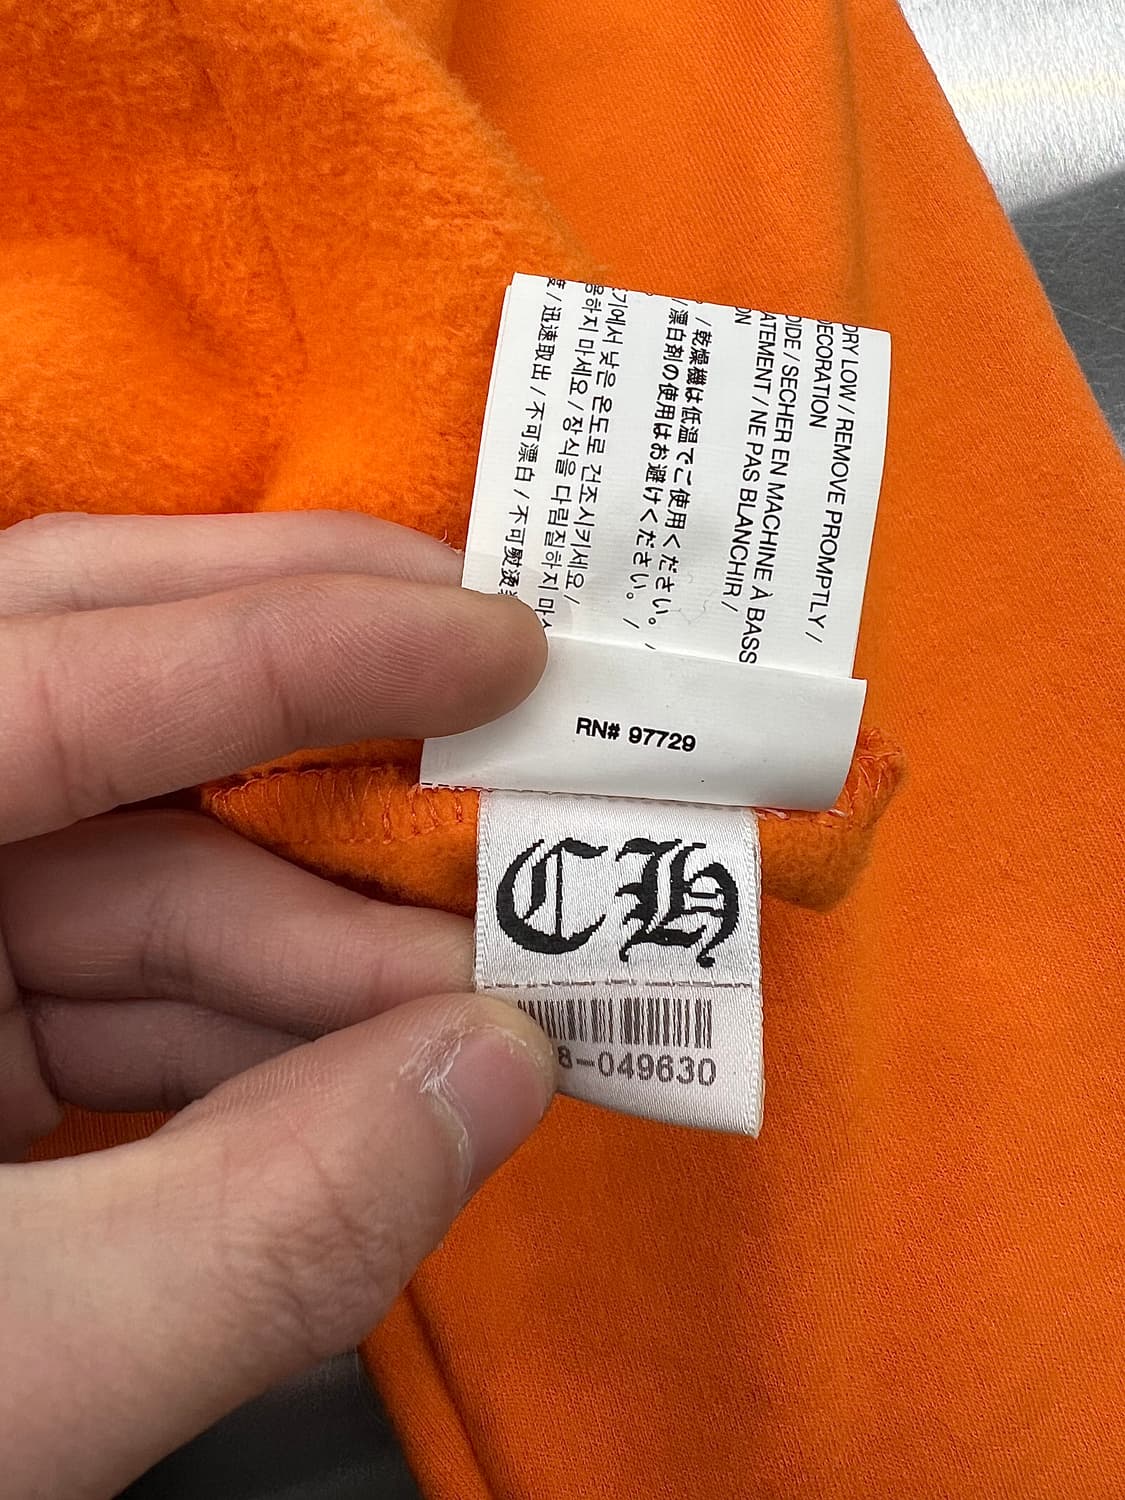 DRY LOW / REMOVE PROMPTLY /
DECORATION
SECHER EN MACHINE À BASS
NE PAS BLANCHIR /
/ 乾燥機は低温でご使用ください。 /
/漂白剤の使用はお避けください。 /
기에서 낮은 온도로 건조시키세요 /
하지 마세요 / 장식을 다림질하지 마
/ 迅速取出 / 不可漂白 / 不可熨燙
RN# 97729
CH
8-049630